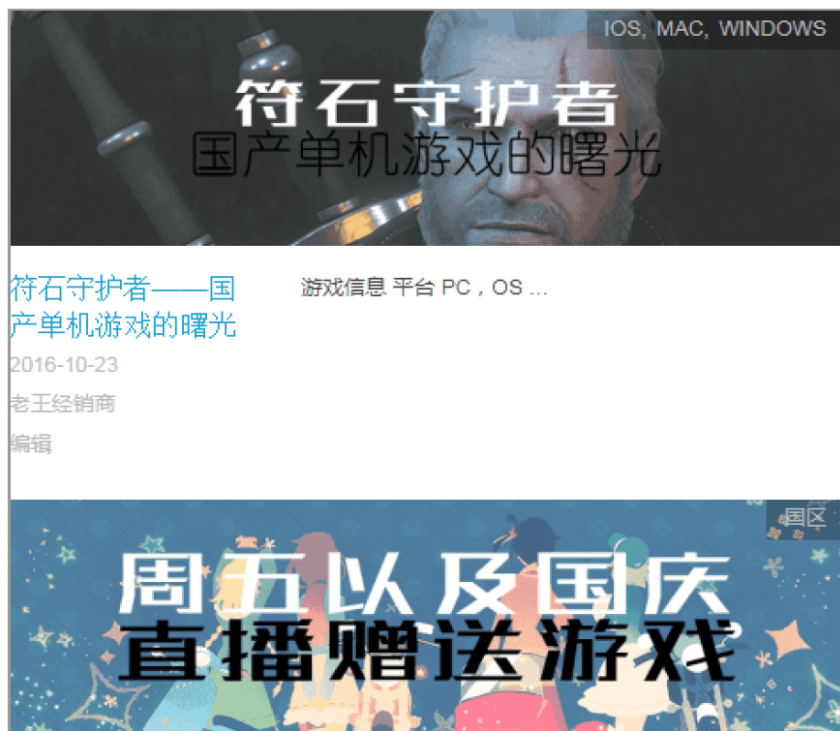 IOS, MAC, WINDOWS
符石守护者
国产单机游戏的曙光
符石守护者——国
产单机游戏的曙光
游戏信息 平台 PC，OS ...
2016-10-23
老王经销商
编辑
国区
周五以及国庆
直播赠送游戏